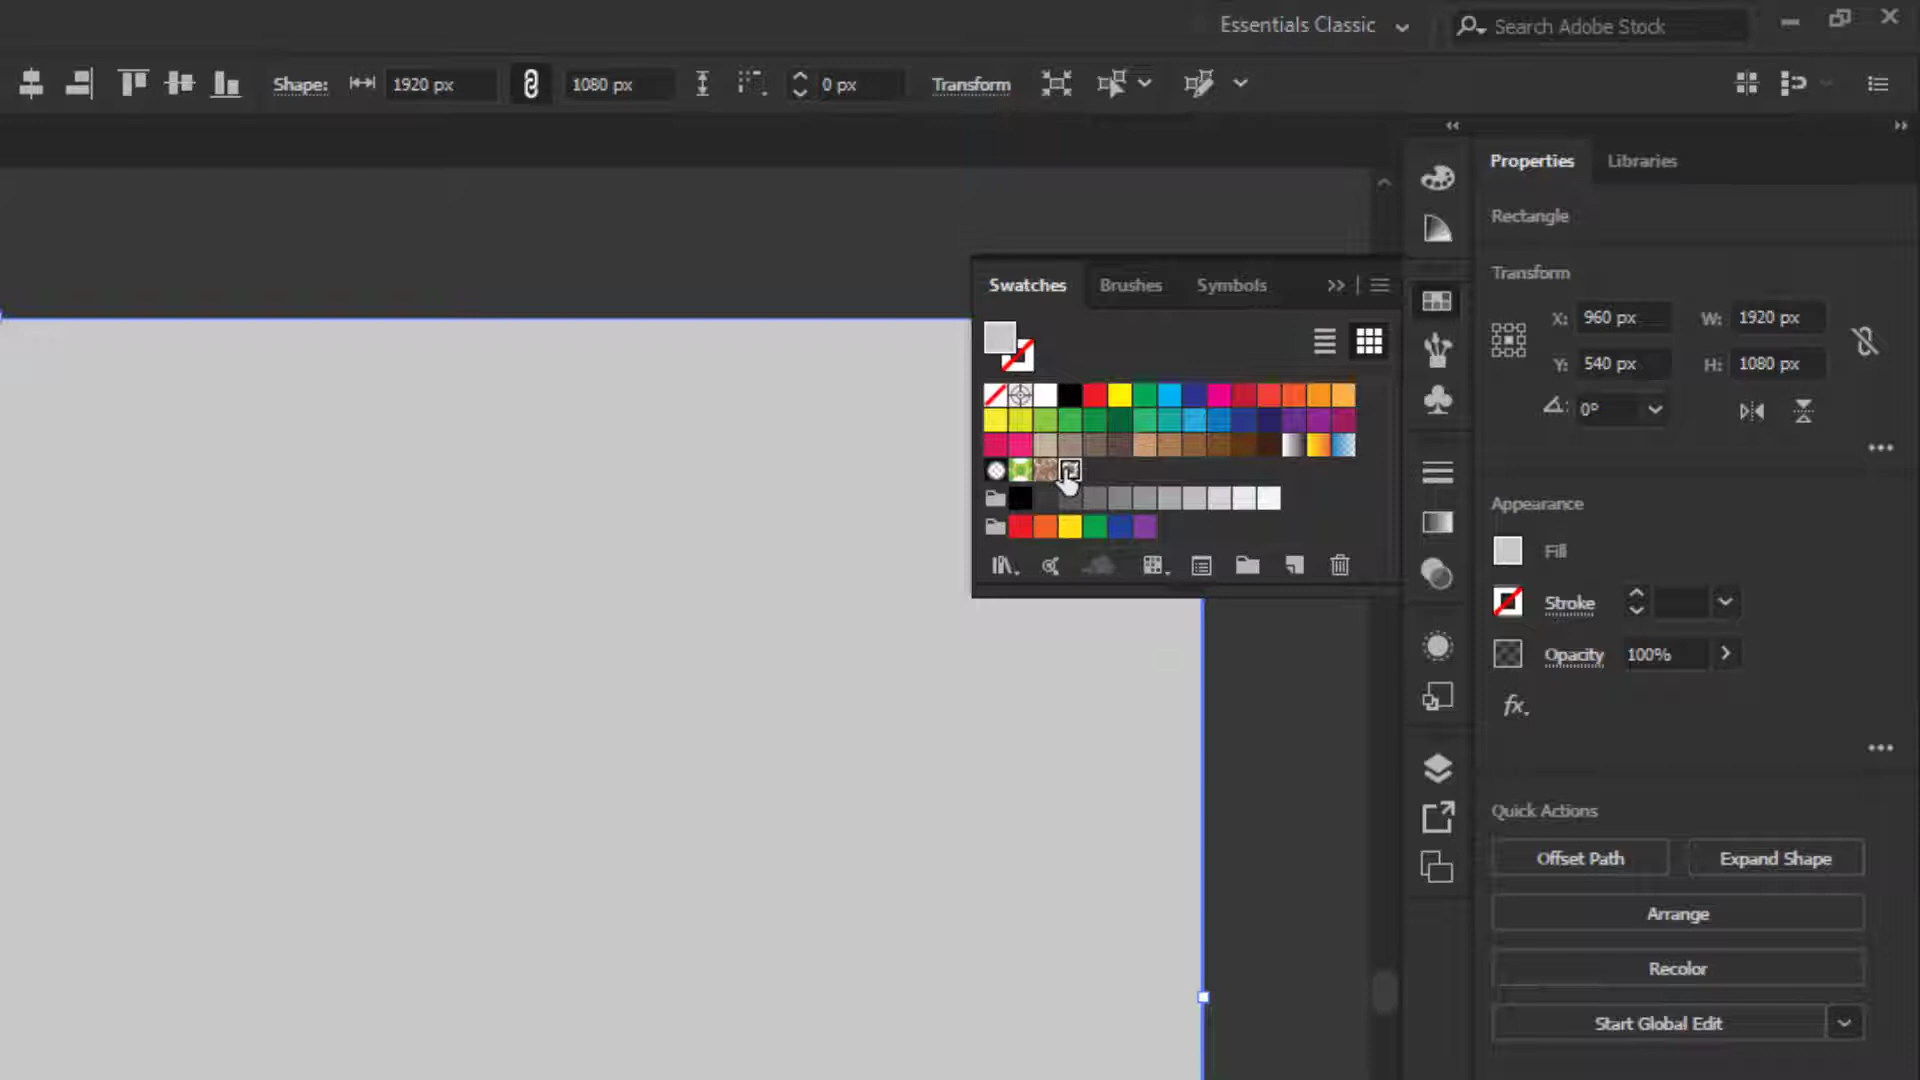 Essentials Classic
Search Adobe Stock
Shape: 1920 px 1080 px 0 px Transform
Properties Libraries
Rectangle
Swatches Brushes Symbols
Transform
X: 960 px W: 1920 px
Y: 540 px H: 1080 px
0°
Appearance
Fill
Stroke
Opacity 100%
fx.
Quick Actions
Offset Path Expand Shape
Arrange
Recolor
Start Global Edit